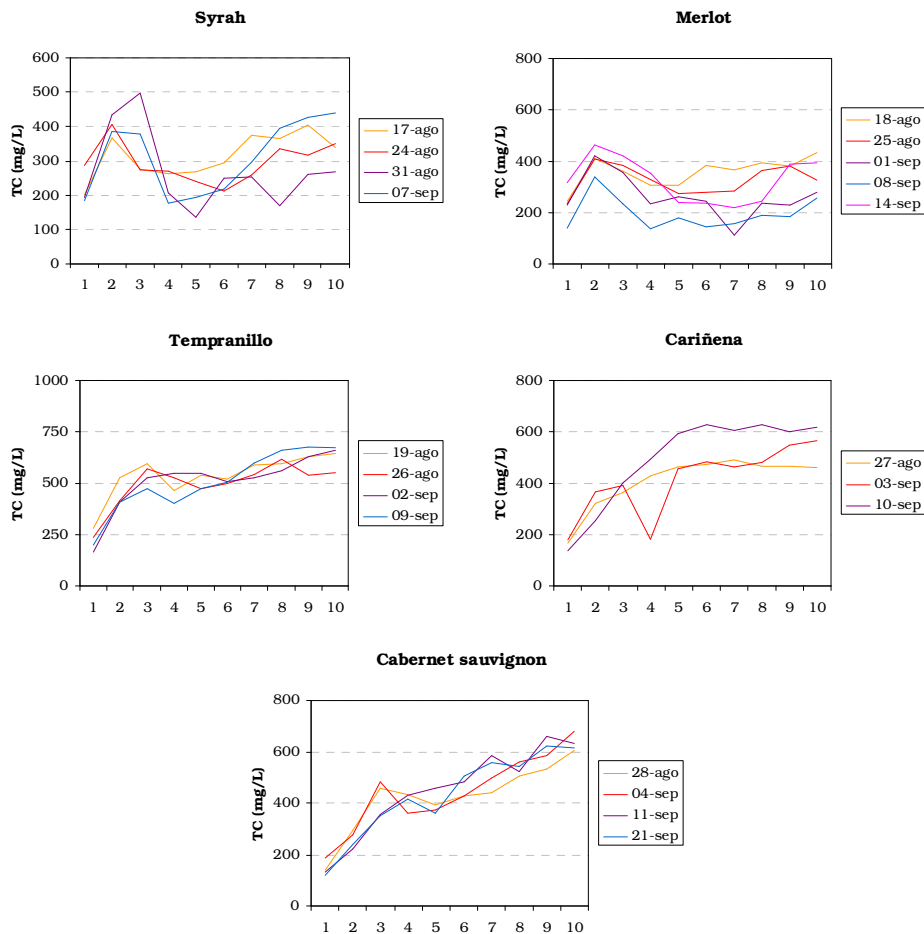 Syrah
TC (mg/L)
600
500
400
300
200
100
0
1 2 3 4 5 6 7 8 9 10
17-ago
24-ago
31-ago
07-sep
Merlot
TC (mg/L)
800
600
400
200
0
1 2 3 4 5 6 7 8 9 10
18-ago
25-ago
01-sep
08-sep
14-sep
Tempranillo
TC (mg/L)
1000
750
500
250
0
1 2 3 4 5 6 7 8 9 10
19-ago
26-ago
02-sep
09-sep
Cariñena
TC (mg/L)
800
600
400
200
0
1 2 3 4 5 6 7 8 9 10
27-ago
03-sep
10-sep
Cabernet sauvignon
TC (mg/L)
800
600
400
200
0
1 2 3 4 5 6 7 8 9 10
28-ago
04-sep
11-sep
21-sep